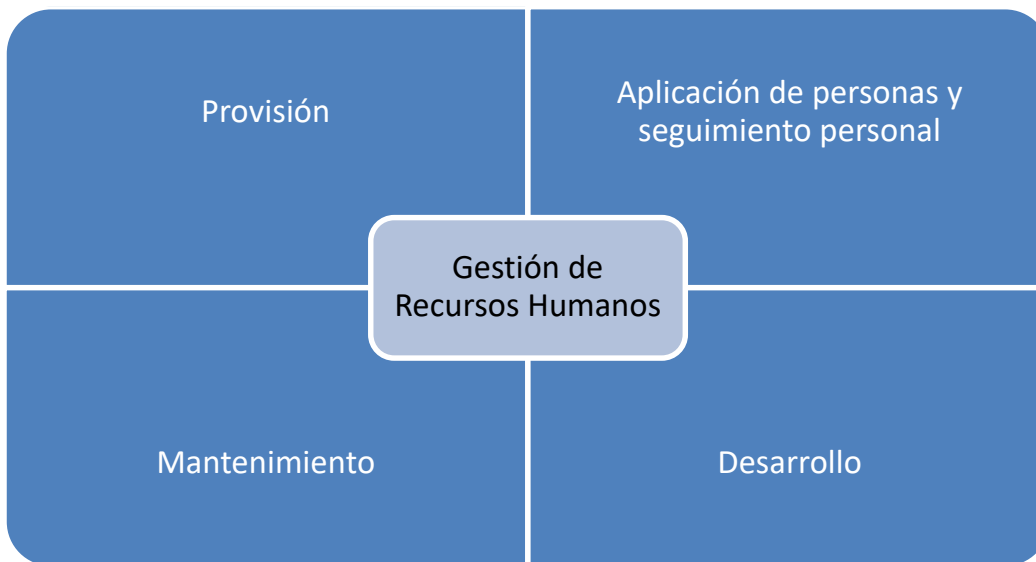 Provisión
Aplicación de personas y
seguimiento personal
Gestión de
Recursos Humanos
Mantenimiento
Desarrollo